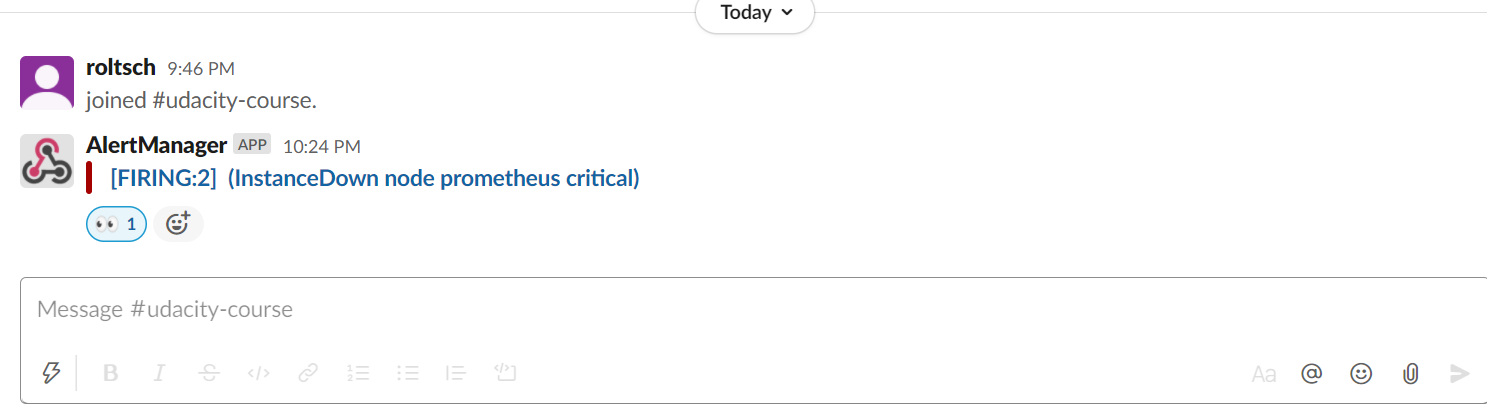 Today
roltsch 9:46 PM
joined #udacity-course.
AlertManager APP 10:24 PM
[FIRING:2] (InstanceDown node prometheus critical)
1
Message #udacity-course
B I S </> Aa @